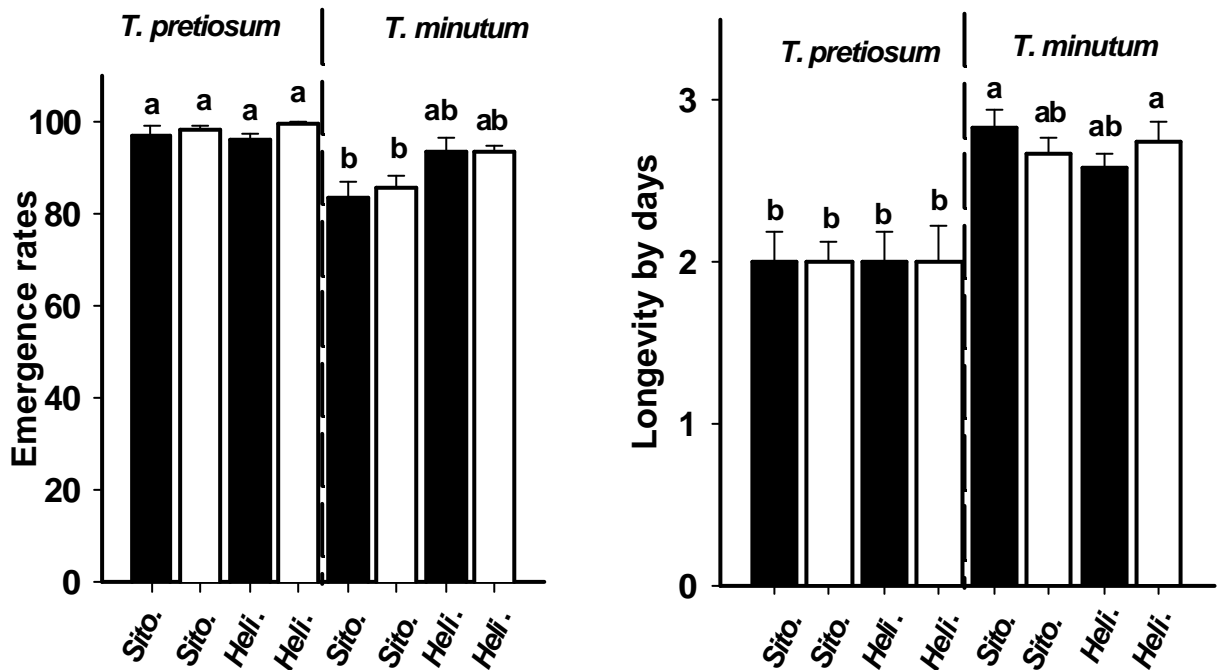 T. pretiosum T. minutum
a a a a b b ab ab
Emergence rates
100
80
60
40
20
0
Sito. Sito. Heli. Heli. Sito. Sito. Heli. Heli.
T. pretiosum T. minutum
b b b b a ab ab a
Longevity by days
3
2
1
0
Sito. Sito. Heli. Heli. Sito. Sito. Heli. Heli.